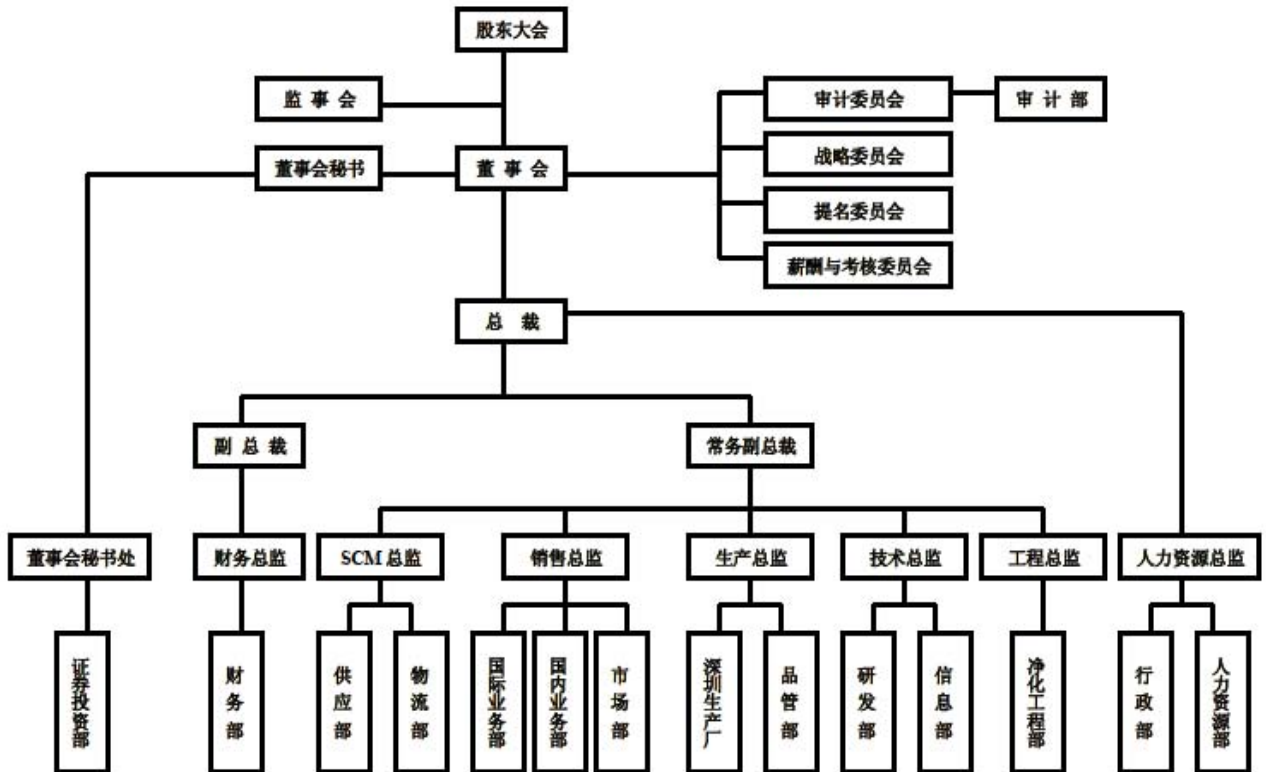 股东大会
监 事 会
审计委员会
审 计 部
战略委员会
董事会秘书
董 事 会
提名委员会
薪酬与考核委员会
总 裁
副 总 裁
常务副总裁
董事会秘书处
财务总监
SCM 总监
销售总监
生产总监
技术总监
工程总监
人力资源总监
证券投资部
财务部
供应部
物流部
国际业务部
国内业务部
市场部
深圳生产厂
品管部
研发部
信息部
净化工程部
行政部
人力资源部